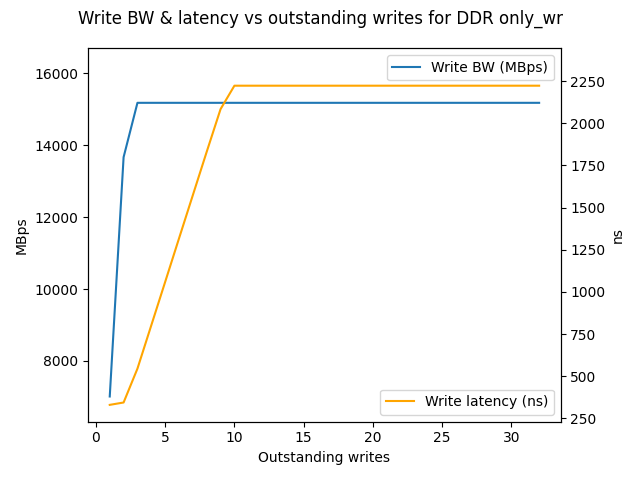 Write BW & latency vs outstanding writes for DDR only_wr
Write BW (MBps)
16000
14000
12000
10000
8000
MBps
2250
2000
1750
1500
1250
1000
750
500
250
ns
Write latency (ns)
0 5 10 15 20 25 30
Outstanding writes